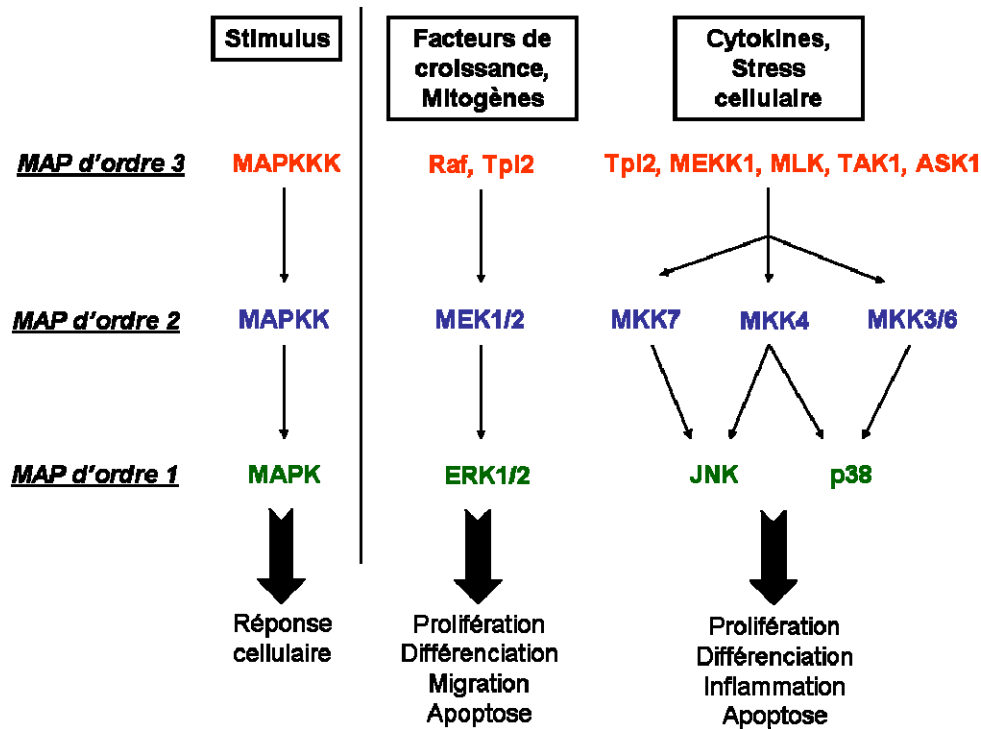 Stimulus
Facteurs de
croissance,
Mitogènes
Cytokines,
Stress
cellulaire
MAP d'ordre 3
MAPKKK
Raf, Tpl2
Tpl2, MEKK1, MLK, TAK1, ASK1
MAP d'ordre 2
MAPKK
MEK1/2
MKK7
MKK4
MKK3/6
MAP d'ordre 1
MAPK
ERK1/2
JNK
p38
Réponse
cellulaire
Prolifération
Différenciation
Migration
Apoptose
Prolifération
Différenciation
Inflammation
Apoptose